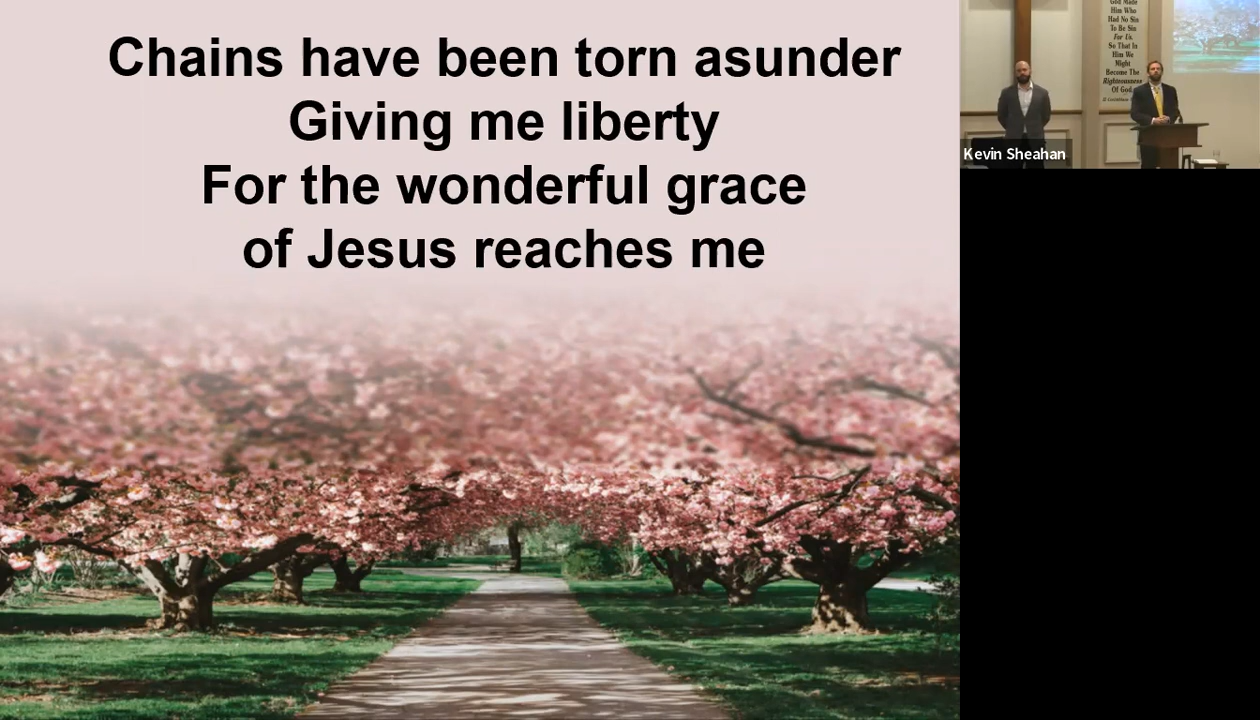 Chains have been torn asunder
Giving me liberty
For the wonderful grace
of Jesus reaches me
God Made
Him Who
Had No Sin
To Be Sin
For Us,
So That In
Him We
Might
Become The
Righteousness
Of God
Kevin Sheahan